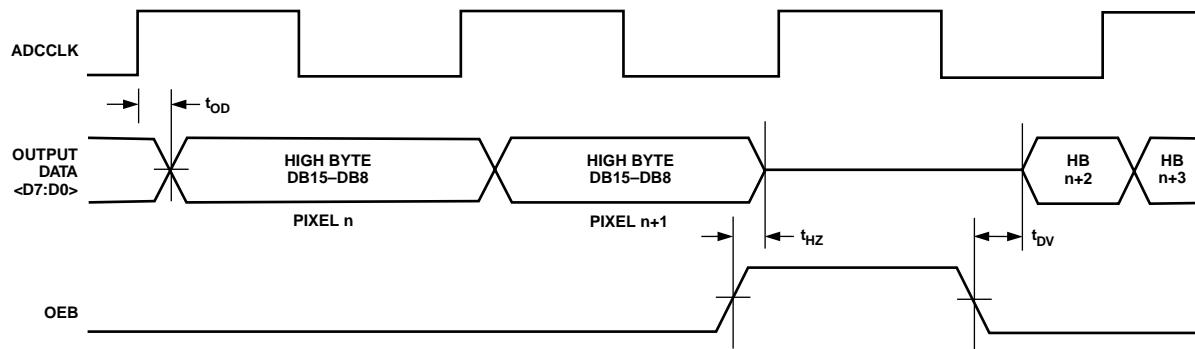 ADCCLK
tOD
OUTPUT
DATA
<D7:D0>
HIGH BYTE
DB15–DB8
HIGH BYTE
DB15–DB8
HB
n+2
HB
n+3
PIXEL n
PIXEL n+1
tHZ
tDV
OEB